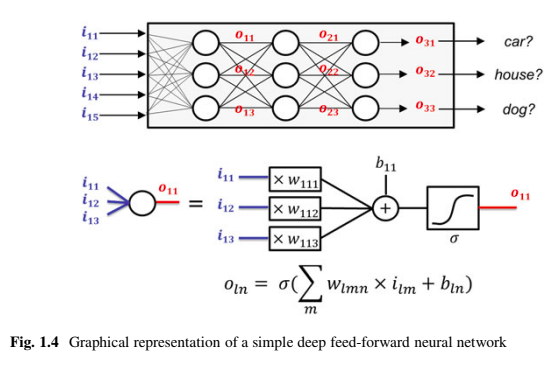 i₁₁ o₁₁ o₂₁ o₃₁ car?
i₁₂
i₁₃ o₁₂ o₂₂ o₃₂ house?
i₁₄
i₁₅ o₁₃ o₂₃ o₃₃ dog?
b₁₁
i₁₁ o₁₁ i₁₁ × w₁₁₁ o₁₁
i₁₂ = i₁₂ × w₁₁₂ +
i₁₃ i₁₃ × w₁₁₃ σ
oₗₙ = σ(∑ wₗₘₙ × iₗₘ + bₗₙ)
m
Fig. 1.4 Graphical representation of a simple deep feed-forward neural network